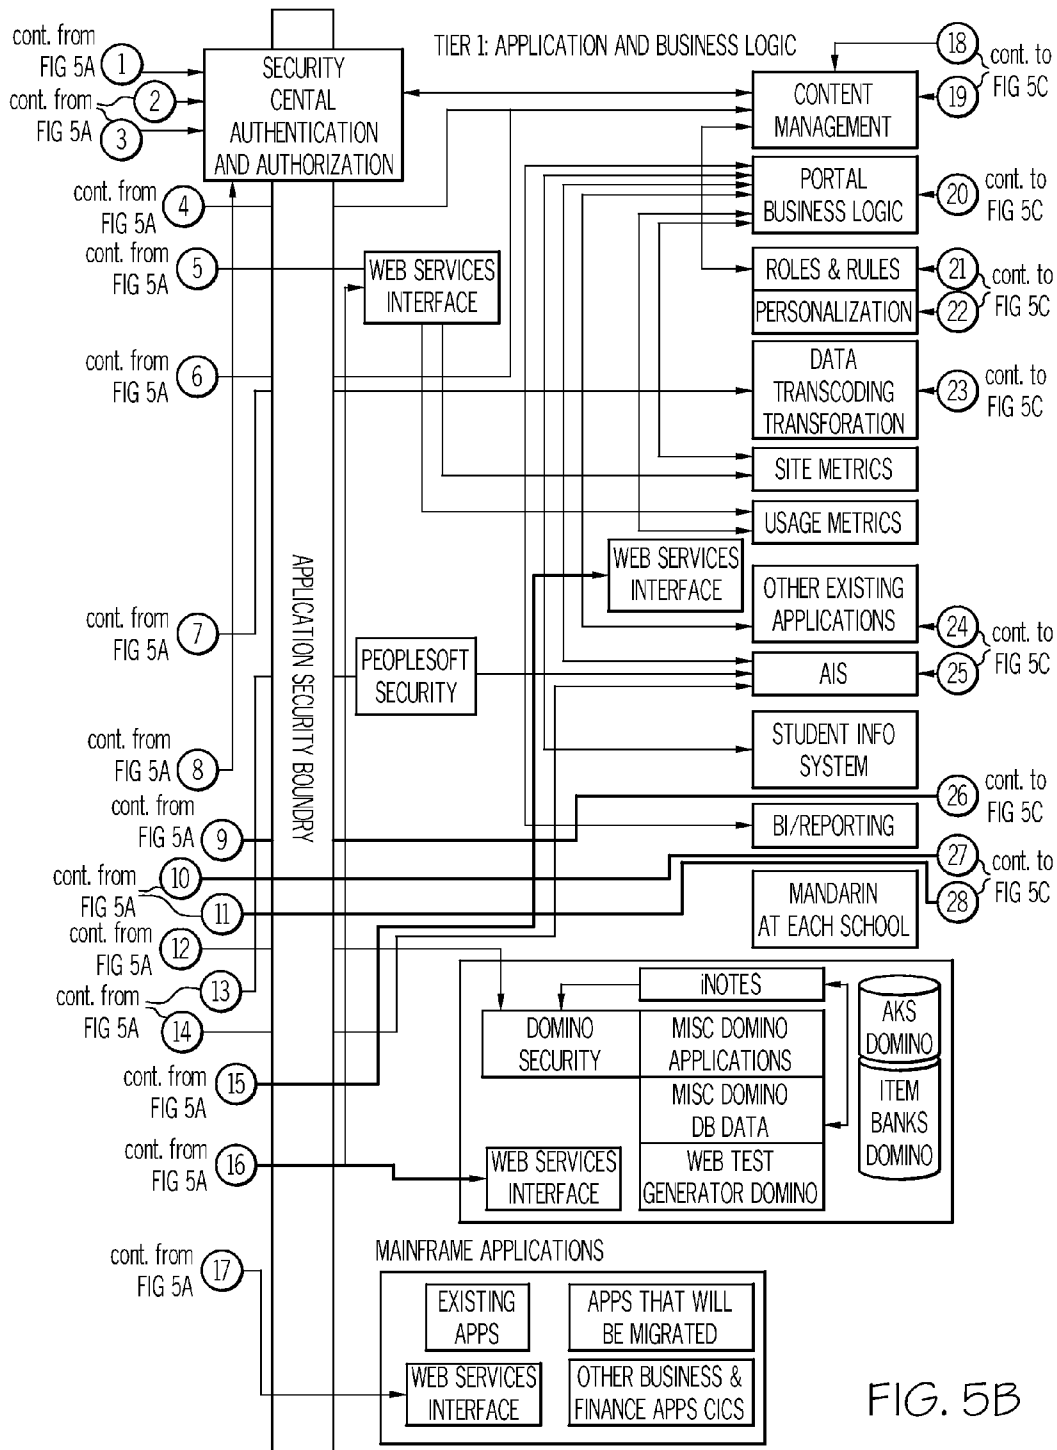 cont. from
FIG 5A
1
cont. from
FIG 5A
2
3
SECURITY
CENTAL
AUTHENTICATION
AND AUTHORIZATION
TIER 1: APPLICATION AND BUSINESS LOGIC
CONTENT
MANAGEMENT
18
19
cont. to
FIG 5C
cont. from
FIG 5A
4
PORTAL
BUSINESS LOGIC
20
cont. to
FIG 5C
cont. from
FIG 5A
5
WEB SERVICES
INTERFACE
ROLES & RULES
PERSONALIZATION
21
22
cont. to
FIG 5C
cont. from
FIG 5A
6
DATA
TRANSCODING
TRANSFORATION
23
cont. to
FIG 5C
SITE METRICS
USAGE METRICS
APPLICATION SECURITY BOUNDRY
WEB SERVICES
INTERFACE
OTHER EXISTING
APPLICATIONS
cont. from
FIG 5A
7
24
25
cont. to
FIG 5C
PEOPLESOFT
SECURITY
AIS
cont. from
FIG 5A
8
STUDENT INFO
SYSTEM
cont. from
FIG 5A
9
26
cont. to
FIG 5C
BI/REPORTING
cont. from
FIG 5A
10
11
27
28
cont. to
FIG 5C
MANDARIN
AT EACH SCHOOL
cont. from
FIG 5A
12
cont. from
FIG 5A
13
14
iNOTES
DOMINO
SECURITY
MISC DOMINO
APPLICATIONS
AKS
DOMINO
cont. from
FIG 5A
15
MISC DOMINO
DB DATA
ITEM
BANKS
DOMINO
cont. from
FIG 5A
16
WEB SERVICES
INTERFACE
WEB TEST
GENERATOR DOMINO
cont. from
FIG 5A
17
MAINFRAME APPLICATIONS
EXISTING
APPS
APPS THAT WILL
BE MIGRATED
WEB SERVICES
INTERFACE
OTHER BUSINESS &
FINANCE APPS CICS
FIG. 5B